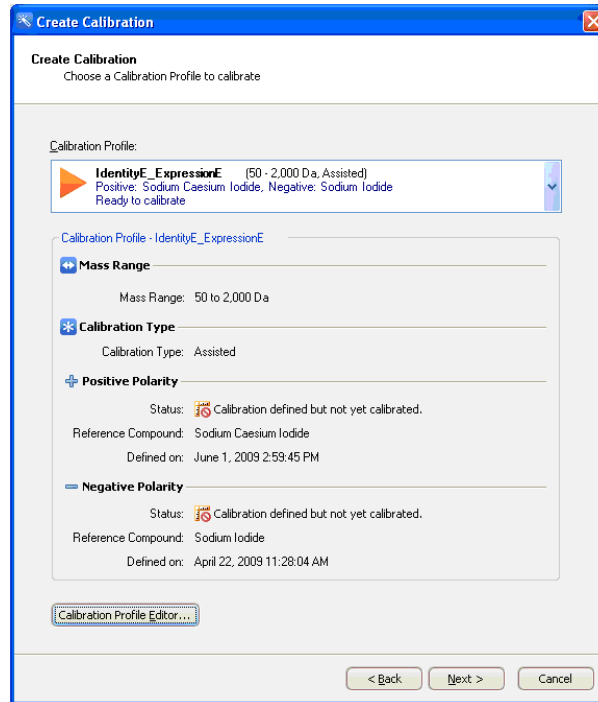 Create Calibration
Create Calibration
Choose a Calibration Profile to calibrate
Calibration Profile:
IdentityE_ExpressionE (50 - 2,000 Da, Assisted)
Positive: Sodium Caesium Iodide, Negative: Sodium Iodide
Ready to calibrate
Calibration Profile - IdentityE_ExpressionE
Mass Range
Mass Range: 50 to 2,000 Da
Calibration Type
Calibration Type: Assisted
Positive Polarity
Status: Calibration defined but not yet calibrated.
Reference Compound: Sodium Caesium Iodide
Defined on: June 1, 2009 2:59:45 PM
Negative Polarity
Status: Calibration defined but not yet calibrated.
Reference Compound: Sodium Iodide
Defined on: April 22, 2009 11:28:04 AM
Calibration Profile Editor...
< Back Next > Cancel